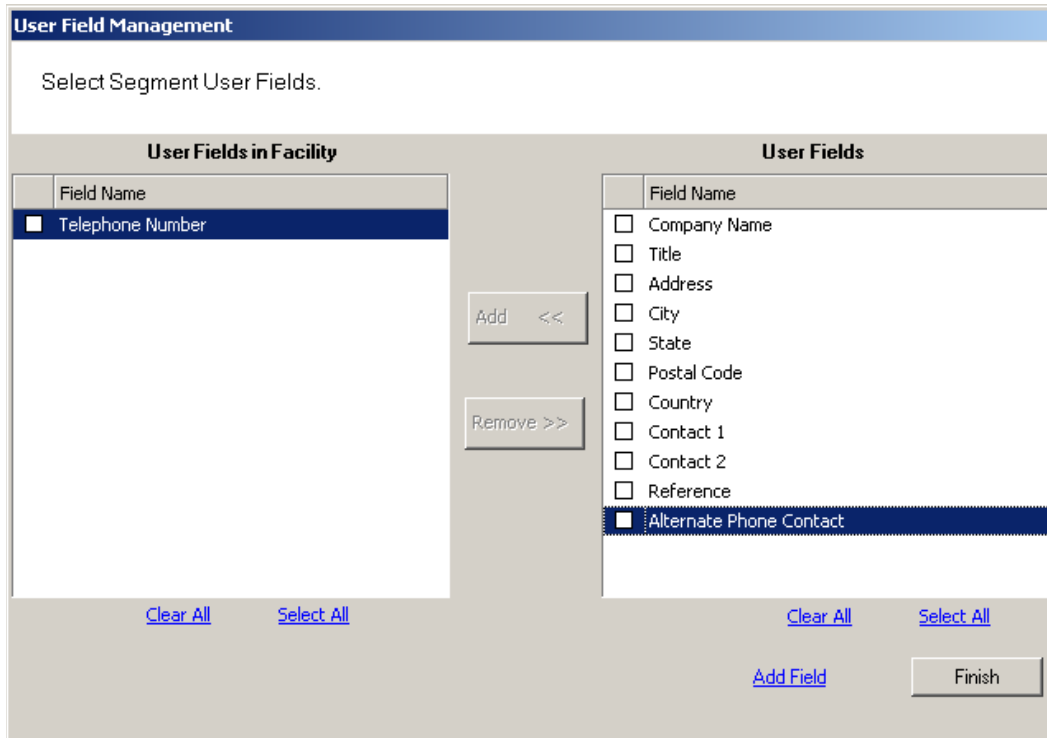 User Field Management
Select Segment User Fields.
User Fields in Facility
Field Name
Telephone Number
Clear All Select All
Add <<
Remove >>
User Fields
Field Name
Company Name
Title
Address
City
State
Postal Code
Country
Contact 1
Contact 2
Reference
Alternate Phone Contact
Clear All Select All
Add Field Finish